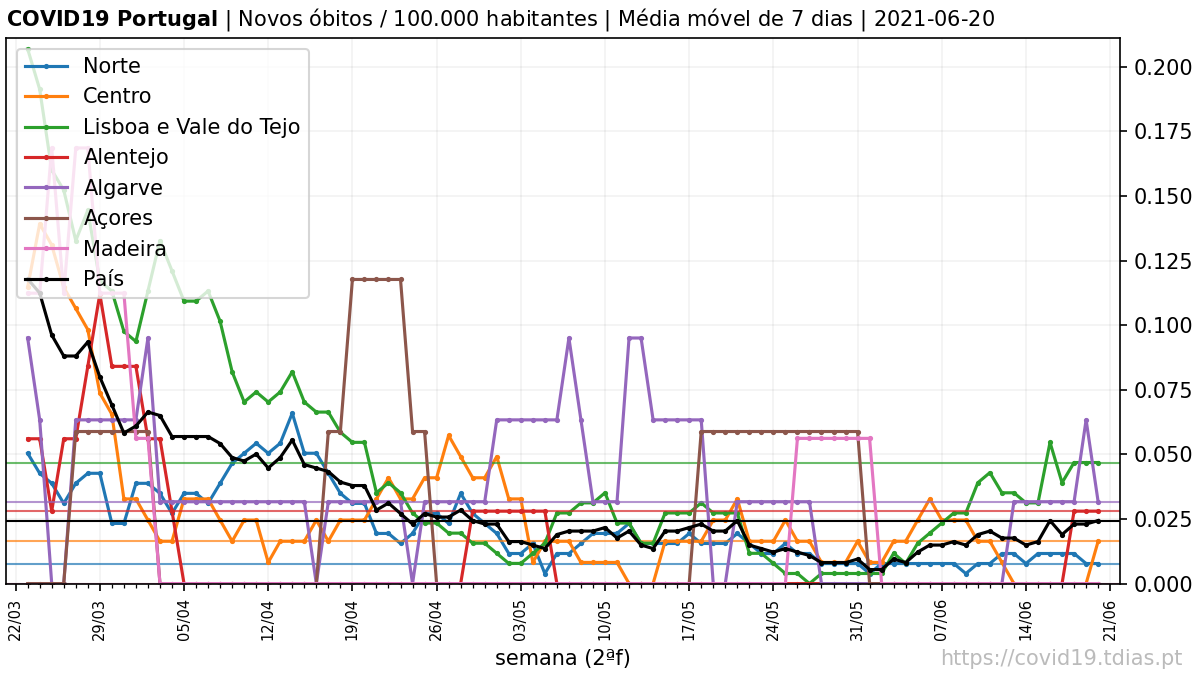 COVID19 Portugal | Novos óbitos / 100.000 habitantes | Média móvel de 7 dias | 2021-06-20
Norte
Centro
Lisboa e Vale do Tejo
Alentejo
Algarve
Açores
Madeira
País
0.200
0.175
0.150
0.125
0.100
0.075
0.050
0.025
0.000
22/03
29/03
05/04
12/04
19/04
26/04
03/05
10/05
17/05
24/05
31/05
07/06
14/06
21/06
semana (2ªf)
https://covid19.tdias.pt